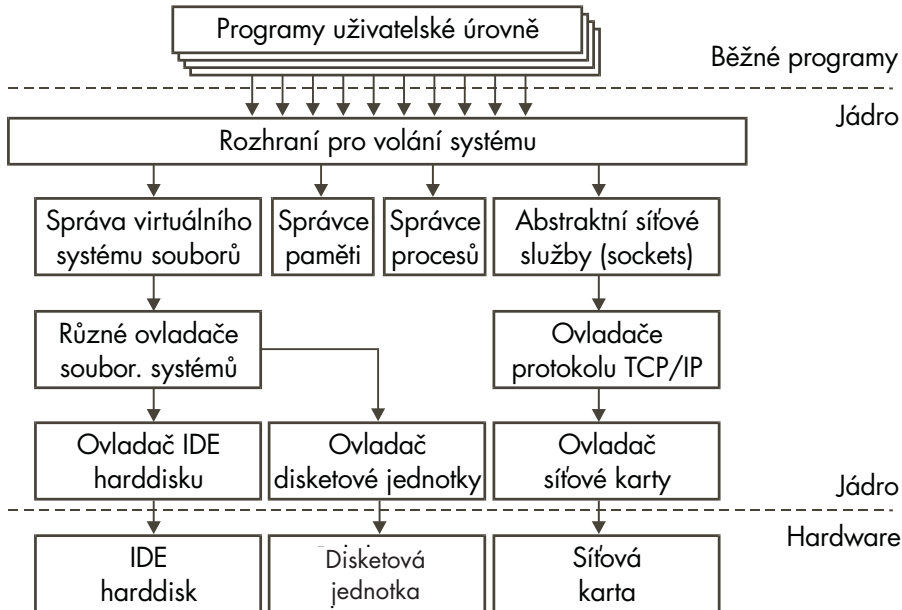 Programy uživatelské úrovně
Běžné programy
Jádro
Rozhraní pro volání systému
Správa virtuálního
systému souborů
Správce
paměti
Správce
procesů
Abstraktní síťové
služby (sockets)
Různé ovladače
soubor. systémů
Ovladače
protokolu TCP/IP
Ovladač IDE
harddisku
Ovladač
disketové jednotky
Ovladač
síťové karty
Jádro
Hardware
IDE
harddisk
Disketová
jednotka
Síťová
karta